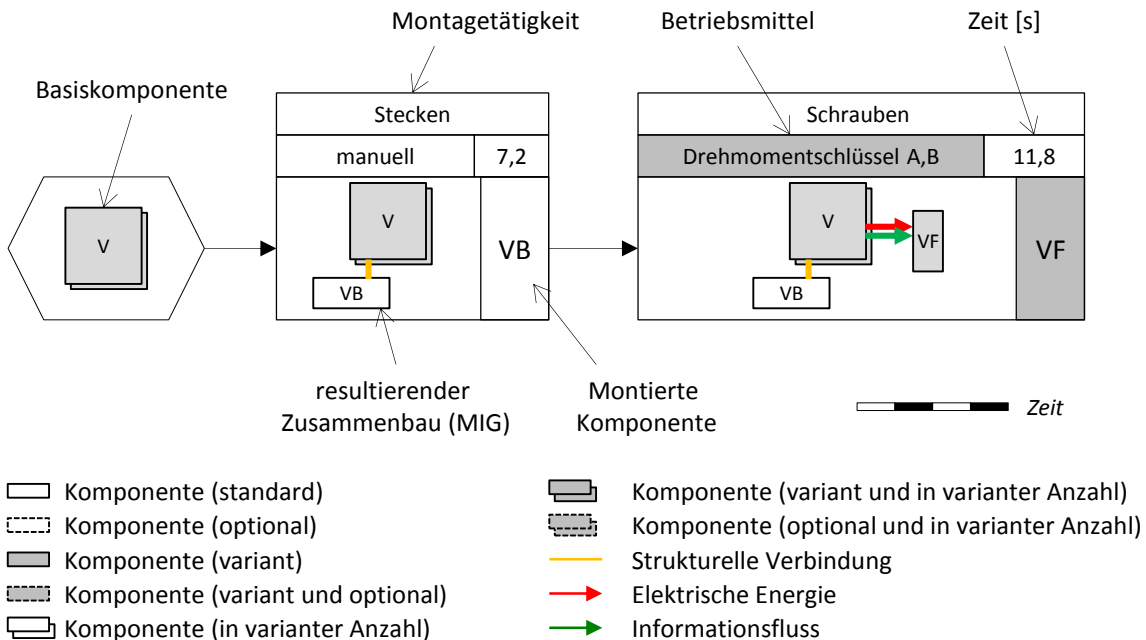 Montagetätigkeit
Betriebsmittel
Zeit [s]
Basiskomponente
V
Stecken
manuell
7,2
V
VB
VB
Schrauben
Drehmomentschlüssel A,B
11,8
V
VF
VB
VF
resultierender
Zusammenbau (MIG)
Montierte
Komponente
Zeit
Komponente (standard)
Komponente (optional)
Komponente (variant)
Komponente (variant und optional)
Komponente (in varianter Anzahl)
Komponente (variant und in varianter Anzahl)
Komponente (optional und in varianter Anzahl)
Strukturelle Verbindung
Elektrische Energie
Informationsfluss